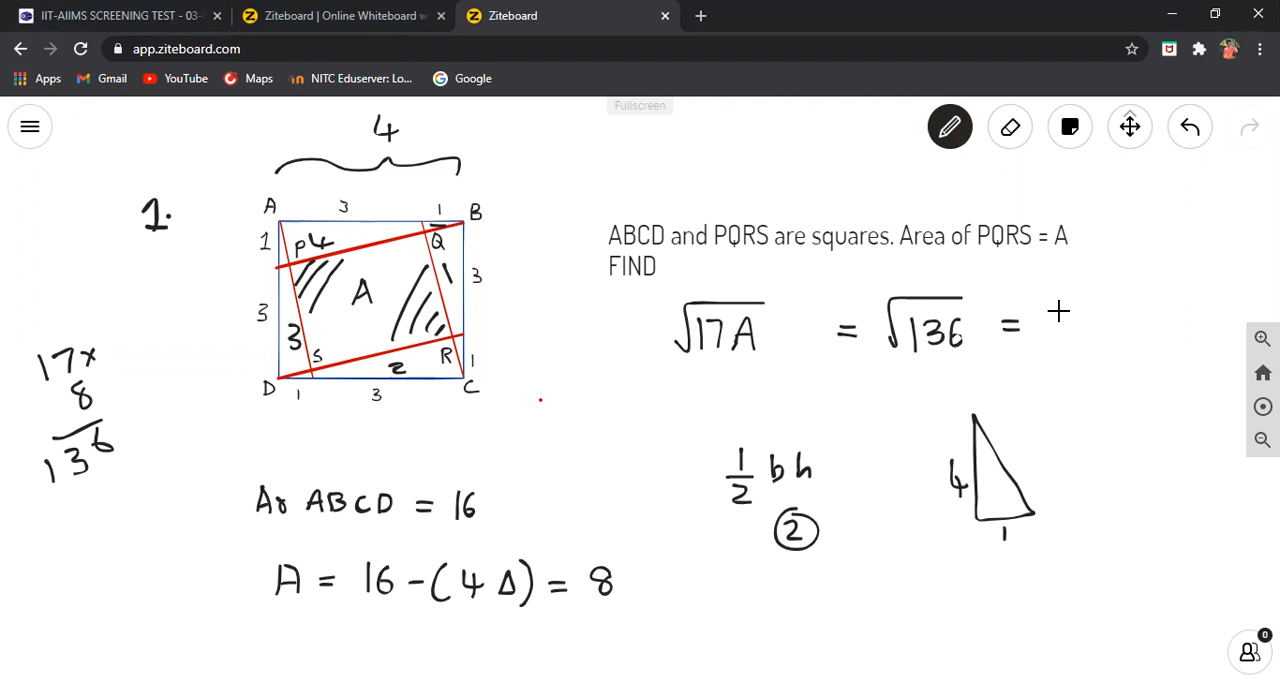 IIT-AIIMS SCREENING TEST - 03-
Ziteboard | Online Whiteboard w
Ziteboard
app.ziteboard.com
Apps
Gmail
YouTube
Maps
NITC Eduserver: Lo...
Google
Fullscreen
4
1.
A 3 1 B
1 P 4 Q
A 1 3
3 3
S R 1
2
D 1 3 C
17x
8
136
ABCD and PQRS are squares. Area of PQRS = A
FIND
√17A = √136 =
1/2 bh
2
4
1
Ar ABCD = 16
A = 16 - (4 Δ) = 8
0